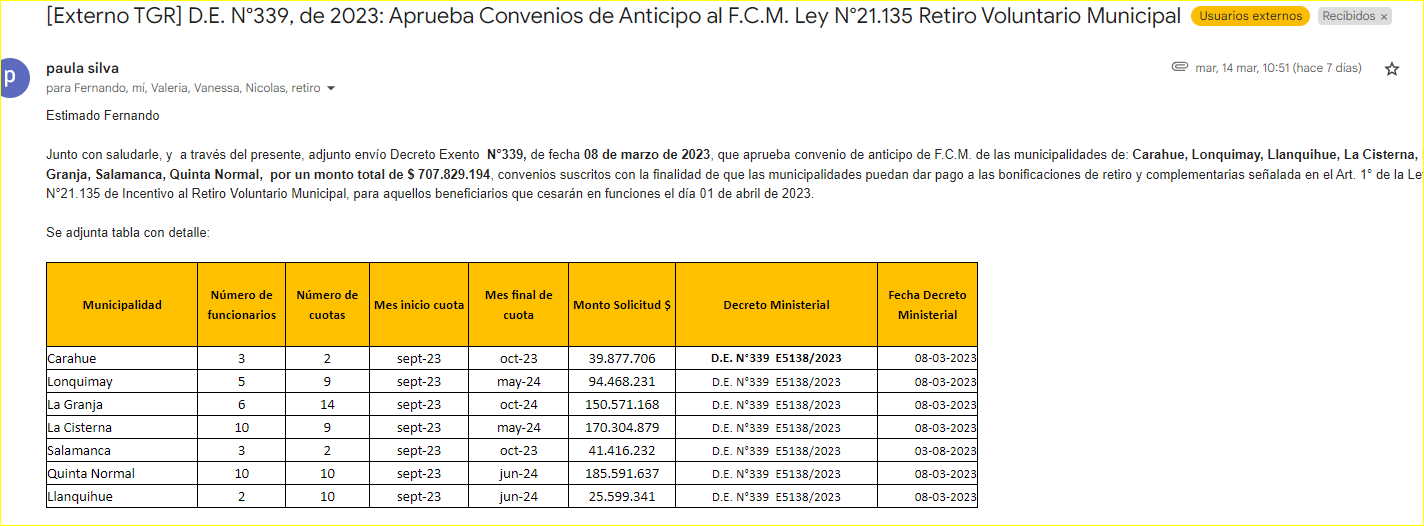 [Externo TGR] D.E. N°339, de 2023: Aprueba Convenios de Anticipo al F.C.M. Ley N°21.135 Retiro Voluntario Municipal Usuarios externos Recibidos ×
p
paula silva mar, 14 mar, 10:51 (hace 7 días)
para Fernando, mí, Valeria, Vanessa, Nicolas, retiro
Estimado Fernando
Junto con saludarle, y a través del presente, adjunto envío Decreto Exento N°339, de fecha 08 de marzo de 2023, que aprueba convenio de anticipo de F.C.M. de las municipalidades de: Carahue, Lonquimay, Llanquihue, La Cisterna,
Granja, Salamanca, Quinta Normal, por un monto total de $ 707.829.194, convenios suscritos con la finalidad de que las municipalidades puedan dar pago a las bonificaciones de retiro y complementarias señalada en el Art. 1° de la Le
N°21.135 de Incentivo al Retiro Voluntario Municipal, para aquellos beneficiarios que cesarán en funciones el día 01 de abril de 2023.
Se adjunta tabla con detalle:
Municipalidad Número de funcionarios Número de cuotas Mes inicio cuota Mes final de cuota Monto Solicitud $ Decreto Ministerial Fecha Decreto Ministerial
Carahue 3 2 sept-23 oct-23 39.877.706 D.E. N°339 E5138/2023 08-03-2023
Lonquimay 5 9 sept-23 may-24 94.468.231 D.E. N°339 E5138/2023 08-03-2023
La Granja 6 14 sept-23 oct-24 150.571.168 D.E. N°339 E5138/2023 08-03-2023
La Cisterna 10 9 sept-23 may-24 170.304.879 D.E. N°339 E5138/2023 08-03-2023
Salamanca 3 2 sept-23 oct-23 41.416.232 D.E. N°339 E5138/2023 03-08-2023
Quinta Normal 10 10 sept-23 jun-24 185.591.637 D.E. N°339 E5138/2023 08-03-2023
Llanquihue 2 10 sept-23 jun-24 25.599.341 D.E. N°339 E5138/2023 08-03-2023